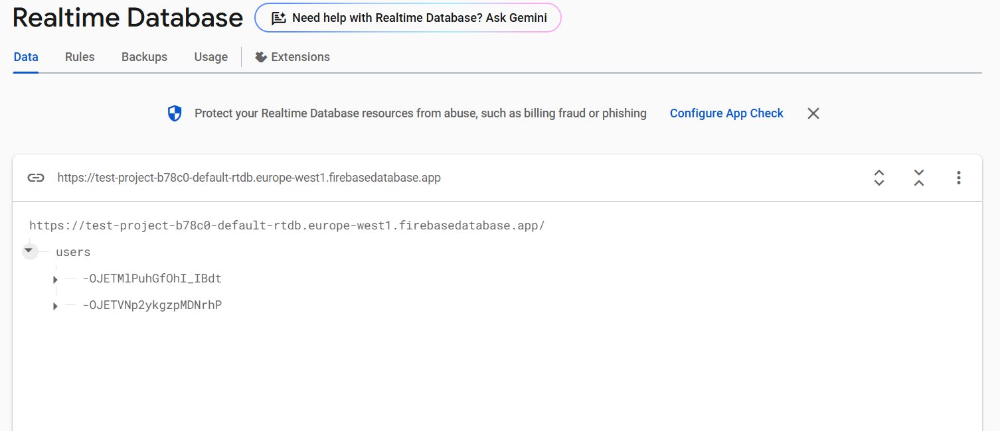 Realtime Database
Need help with Realtime Database? Ask Gemini
Data Rules Backups Usage Extensions
Protect your Realtime Database resources from abuse, such as billing fraud or phishing Configure App Check
https://test-project-b78c0-default-rtdb.europe-west1.firebasedatabase.app
https://test-project-b78c0-default-rtdb.europe-west1.firebasedatabase.app/
users
-OJETMlPuhGfOhI_IBdt
-OJETVNp2ykgzpMDNrhP